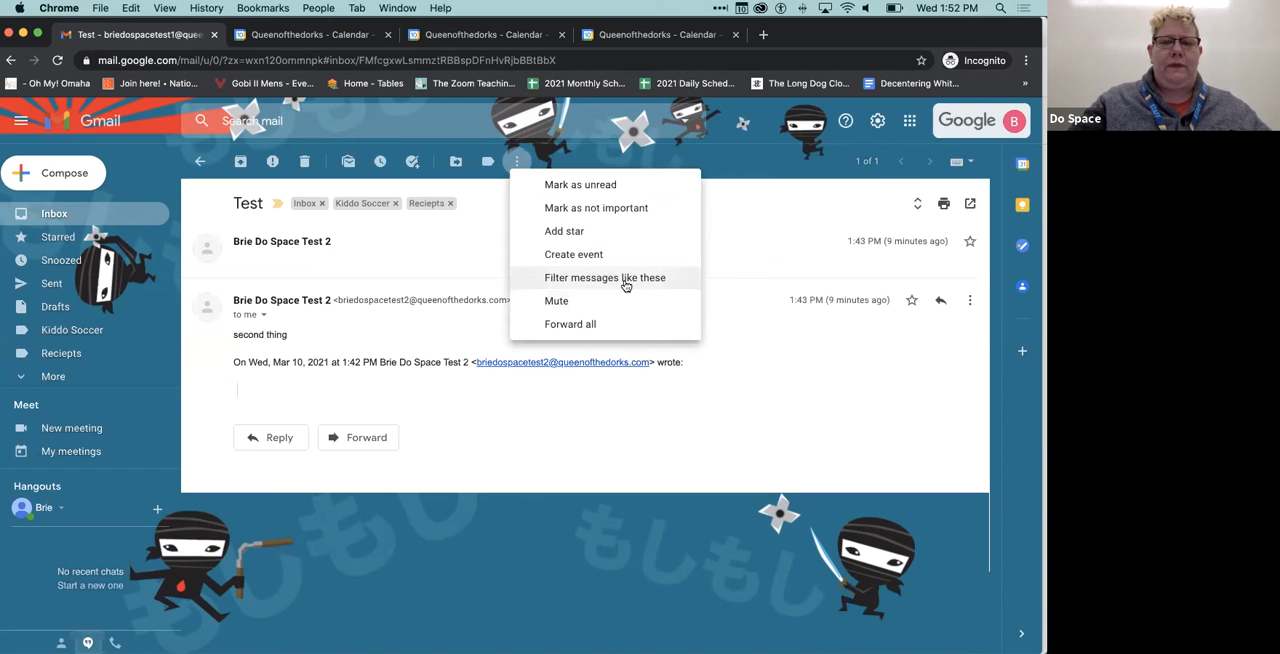 Chrome File Edit View History Bookmarks People Tab Window Help Wed 1:52 PM
Test - briedospacetest1@quee Queenofthedorks - Calendar - Queenofthedorks - Calendar - Queenofthedorks - Calendar -
mail.google.com/mail/u/0/?zx=wxn120ommnpk#inbox/FMfcgxwLsmmztRBBspDFnHvRjbBBtBbX Incognito
- Oh My! Omaha Join here! • Natio... Gobi II Mens - Eve... Home - Tables The Zoom Teachin... 2021 Monthly Sch... 2021 Daily Sched... The Long Dog Clo... Decentering Whit... »
Gmail Search mail Google B
Do Space
1 of 1
Compose
Inbox
Starred
Snoozed
Sent
Drafts
Kiddo Soccer
Reciepts
More
Meet
New meeting
My meetings
Hangouts
Brie
No recent chats
Start a new one
Test Inbox x Kiddo Soccer x Reciepts x
Brie Do Space Test 2 1:43 PM (9 minutes ago)
Brie Do Space Test 2 <briedospacetest2@queenofthedorks.com> 1:43 PM (9 minutes ago)
to me
second thing
On Wed, Mar 10, 2021 at 1:42 PM Brie Do Space Test 2 <briedospacetest2@queenofthedorks.com> wrote:
Reply Forward
Mark as unread
Mark as not important
Add star
Create event
Filter messages like these
Mute
Forward all
もし
もし